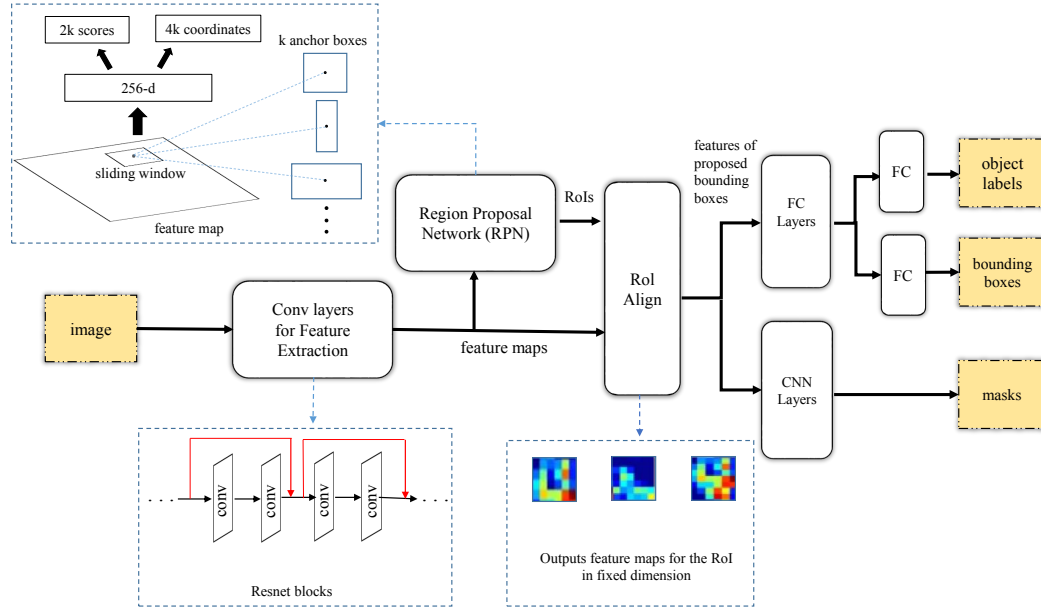 2k scores
4k coordinates
k anchor boxes
256-d
sliding window
feature map
Region Proposal
Network (RPN)
RoIs
features of
proposed
bounding
boxes
FC
Layers
FC
object
labels
FC
bounding
boxes
RoI
Align
image
Conv layers
for Feature
Extraction
feature maps
CNN
Layers
masks
. . .
conv
conv
conv
conv
. . .
Resnet blocks
Outputs feature maps for the RoI
in fixed dimension